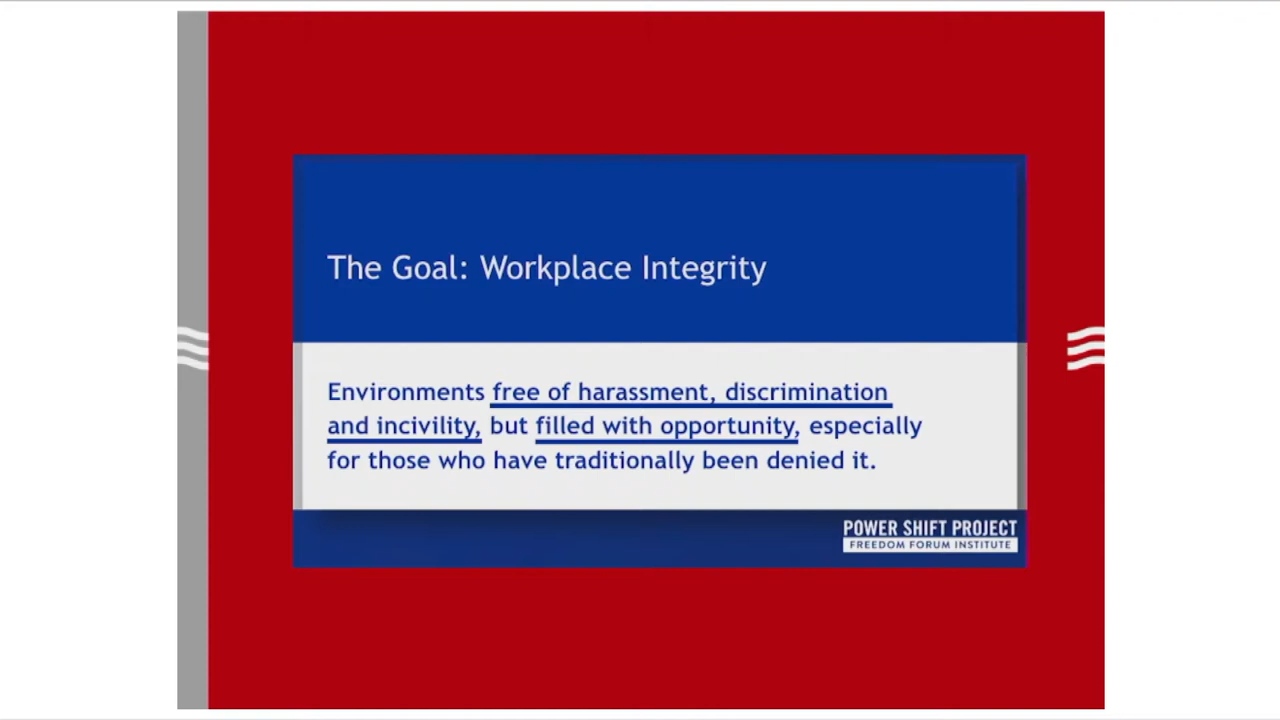 The Goal: Workplace Integrity
Environments free of harassment, discrimination
and incivility, but filled with opportunity, especially
for those who have traditionally been denied it.
POWER SHIFT PROJECT
FREEDOM FORUM INSTITUTE